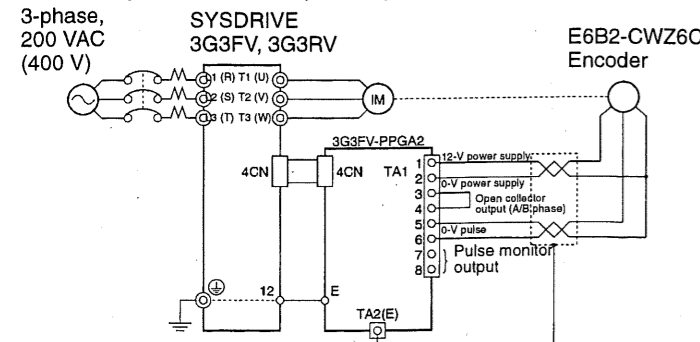 3-phase,
200 VAC
(400 V)
SYSDRIVE
3G3FV, 3G3RV
E6B2-CWZ6C
Encoder
1 (R) T1 (U)
2 (S) T2 (V)
3 (T) T3 (W)
IM
3G3FV-PPGA2
4CN
4CN
TA1
1
12-V power supply
2
0-V power supply
3
Open collector
4
output (A/B phase)
5
0-V pulse
6
7
Pulse monitor
8
output
12
E
TA2(E)